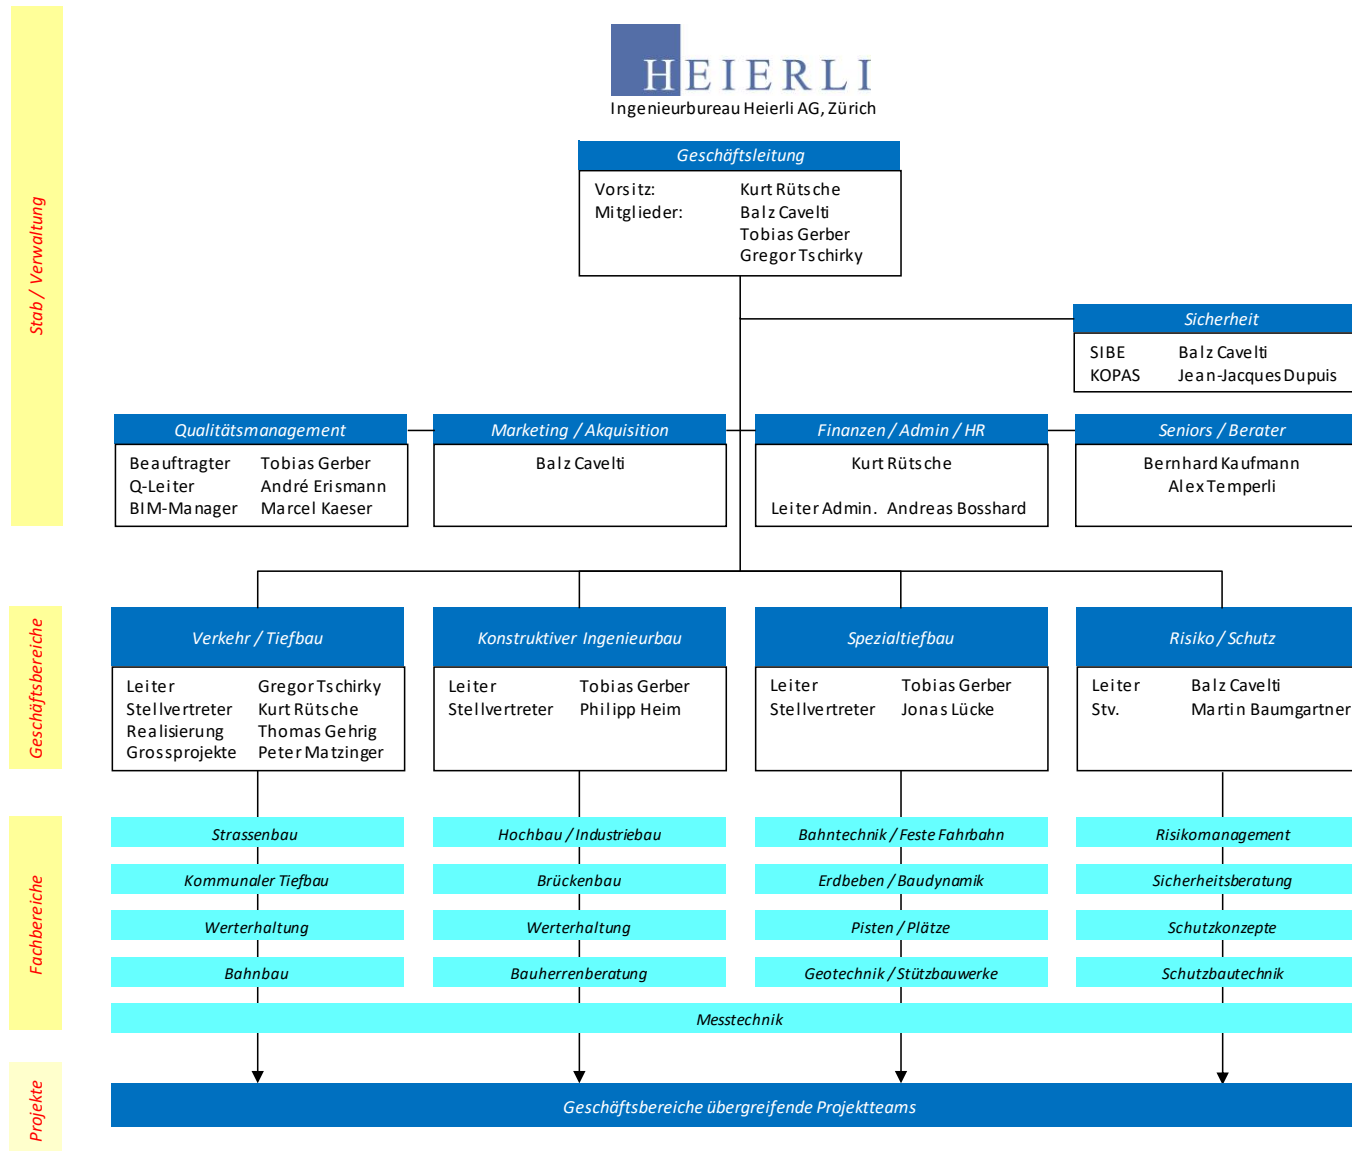 HEIERLI
Ingenieurbureau Heierli AG, Zürich
Geschäftsleitung
Vorsitz: Kurt Rütsche
Mitglieder: Balz Cavelti
Tobias Gerber
Gregor Tschirky
Stab / Verwaltung
Sicherheit
SIBE Balz Cavelti
KOPAS Jean-Jacques Dupuis
Qualitätsmanagement
Beauftragter Tobias Gerber
Q-Leiter André Erismann
BIM-Manager Marcel Kaeser
Marketing / Akquisition
Balz Cavelti
Finanzen / Admin / HR
Kurt Rütsche
Leiter Admin. Andreas Bosshard
Seniors / Berater
Bernhard Kaufmann
Alex Temperli
Geschäftsbereiche
Verkehr / Tiefbau
Leiter Gregor Tschirky
Stellvertreter Kurt Rütsche
Realisierung Thomas Gehrig
Grossprojekte Peter Matzinger
Konstruktiver Ingenieurbau
Leiter Tobias Gerber
Stellvertreter Philipp Heim
Spezialtiefbau
Leiter Tobias Gerber
Stellvertreter Jonas Lücke
Risiko / Schutz
Leiter Balz Cavelti
Stv. Martin Baumgartner
Fachbereiche
Strassenbau
Kommunaler Tiefbau
Werterhaltung
Bahnbau
Hochbau / Industriebau
Brückenbau
Werterhaltung
Bauherrenberatung
Bahntechnik / Feste Fahrbahn
Erdbeben / Baudynamik
Pisten / Plätze
Geotechnik / Stützbauwerke
Risikomanagement
Sicherheitsberatung
Schutzkonzepte
Schutzbautechnik
Messtechnik
Projekte
Geschäftsbereiche übergreifende Projektteams